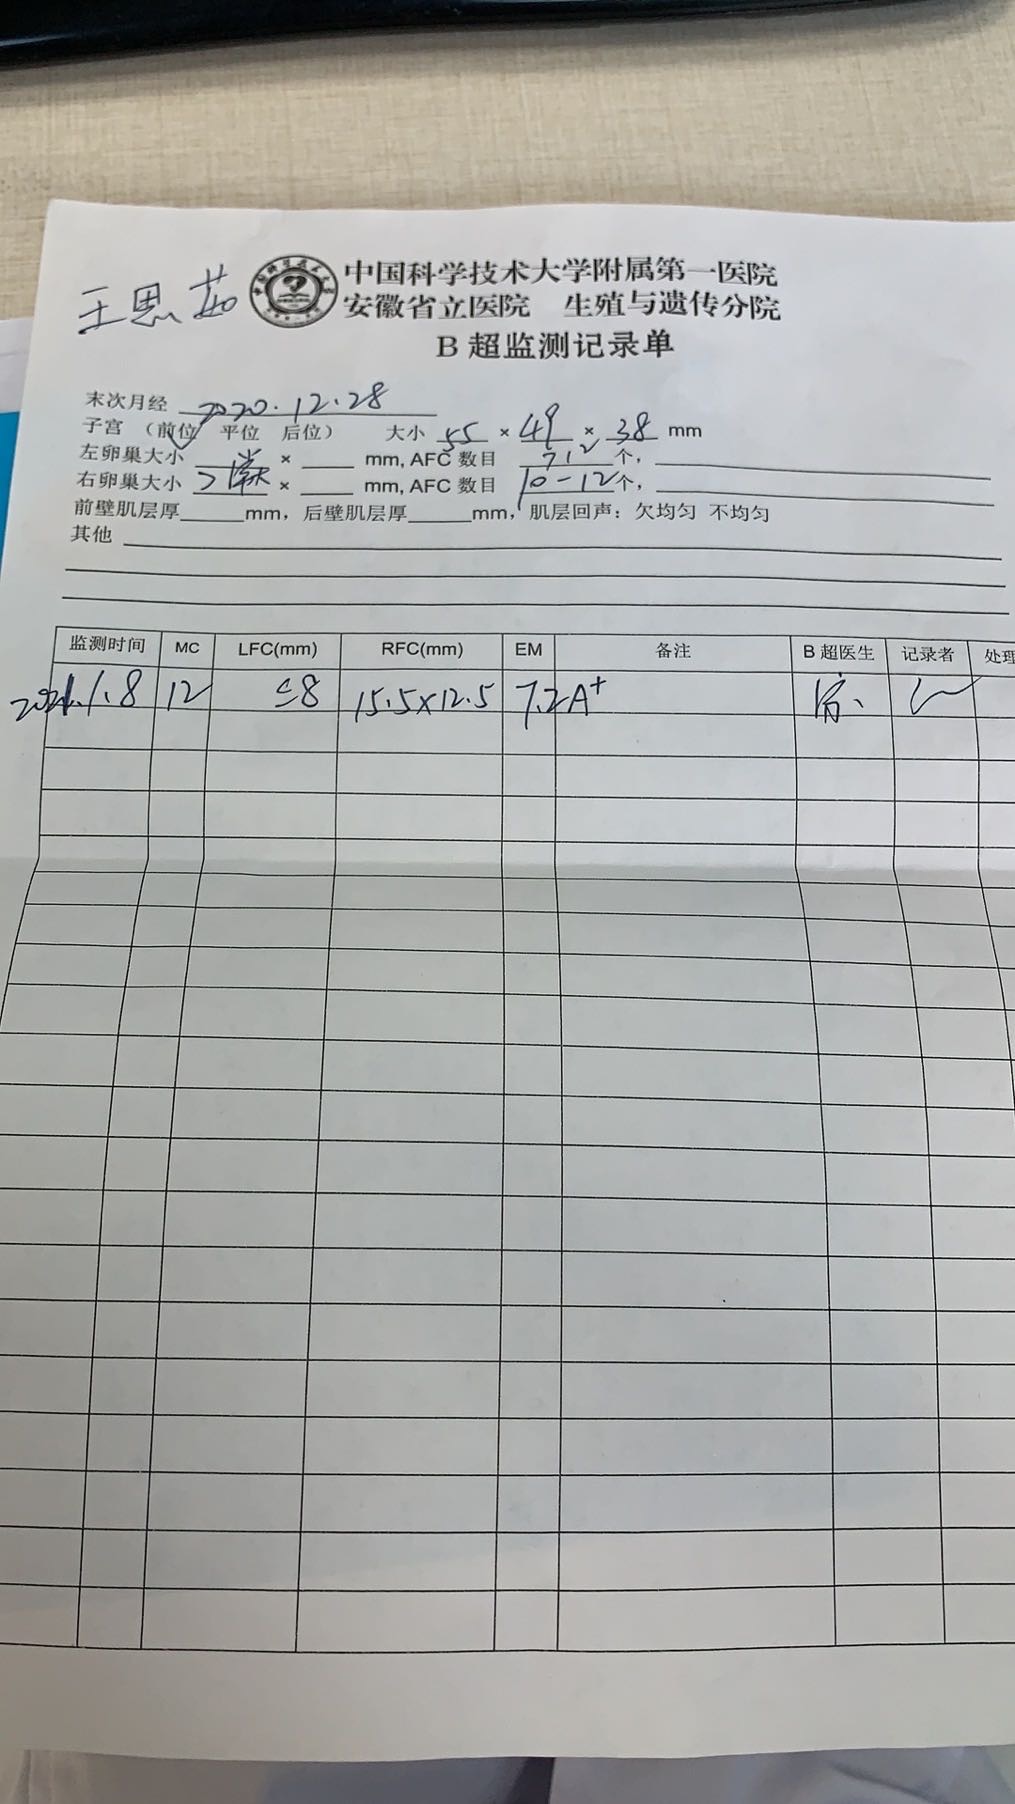 王思茹
中国科学技术大学附属第一医院
安徽省立医院 生殖与遗传分院
B 超监测记录单
末次月经 2020.12.28
子宫 （前位 平位 后位） 大小 55 × 49 × 38 mm
左卵巢大小 × mm, AFC 数目 712 个,
右卵巢大小 × mm, AFC 数目 10-12 个,
前壁肌层厚 mm，后壁肌层厚 mm，肌层回声：欠均匀 不均匀
其他
监测时间 MC LFC(mm) RFC(mm) EM 备注 B 超医生 记录者 处理
2021.1.8 12 ≤8 15.5×12.5 7.2A+